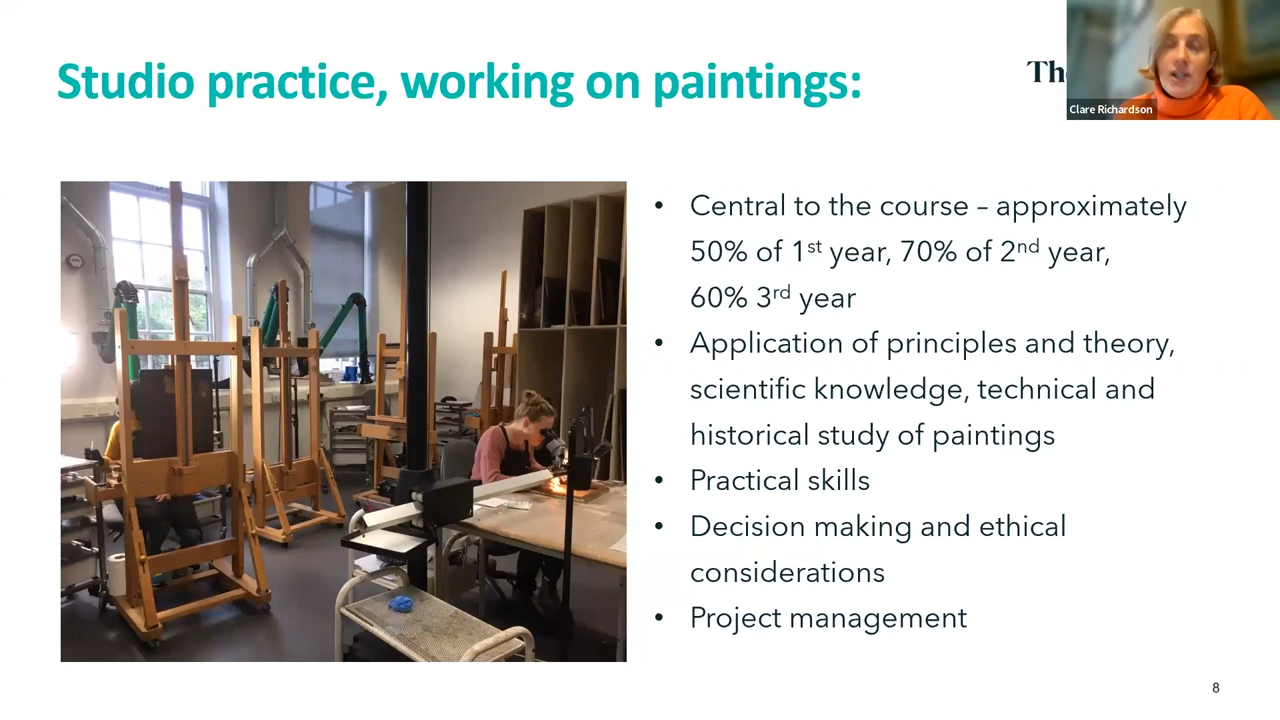 Studio practice, working on paintings:
Clare Richardson
• Central to the course – approximately
50% of 1st year, 70% of 2nd year,
60% 3rd year
• Application of principles and theory,
scientific knowledge, technical and
historical study of paintings
• Practical skills
• Decision making and ethical
considerations
• Project management
8